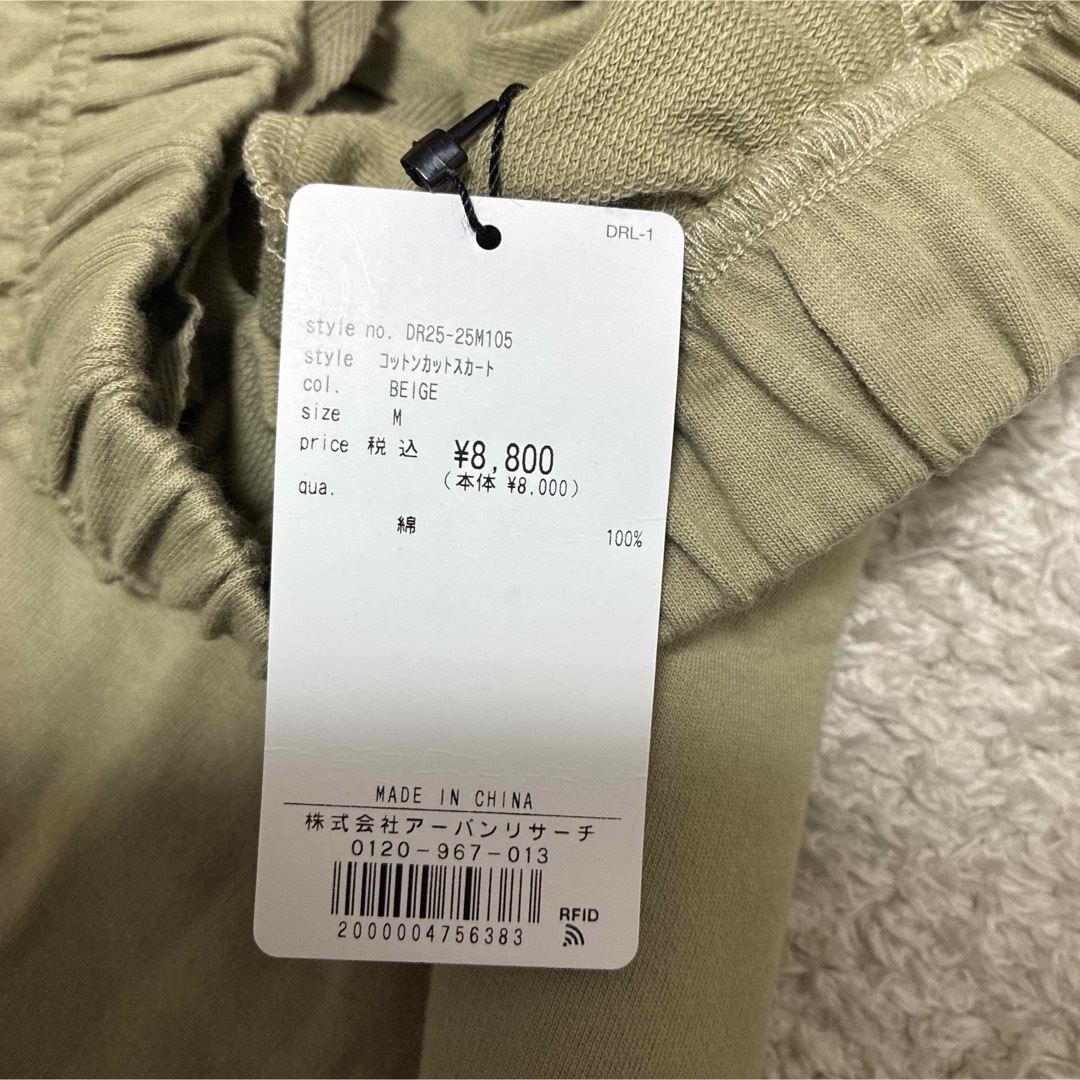 DRL-1
style no. DR25-25M105
style コットンカットスカート
col. BEIGE
size M
price 税込 ¥8,800
(本体 ¥8,000)
qua.
綿 100%
MADE IN CHINA
株式会社アーバンリサーチ
0120-967-013
2000004756383
RFID